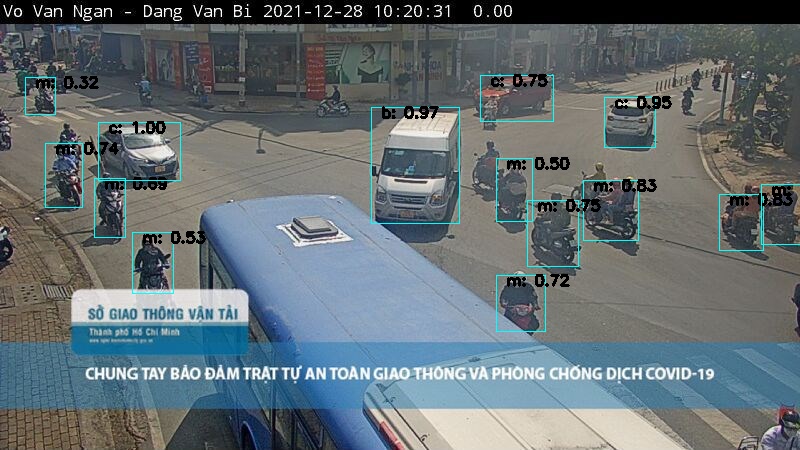 Vo Van Ngan - Dang Van Bi 2021-12-28 10:20:31 0.00
m: 0.32
c: 0.75
c: 0.95
b: 0.97
c: 1.00
m: 0.74
m: 0.50
m: 0.69
m: 0.83
m:
m: 0.83
m: 0.75
m: 0.53
m: 0.72
SỞ GIAO THÔNG VẬN TẢI
Thành phố Hồ Chí Minh
CHUNG TAY BẢO ĐẢM TRẬT TỰ AN TOÀN GIAO THÔNG VÀ PHÒNG CHỐNG DỊCH COVID-19